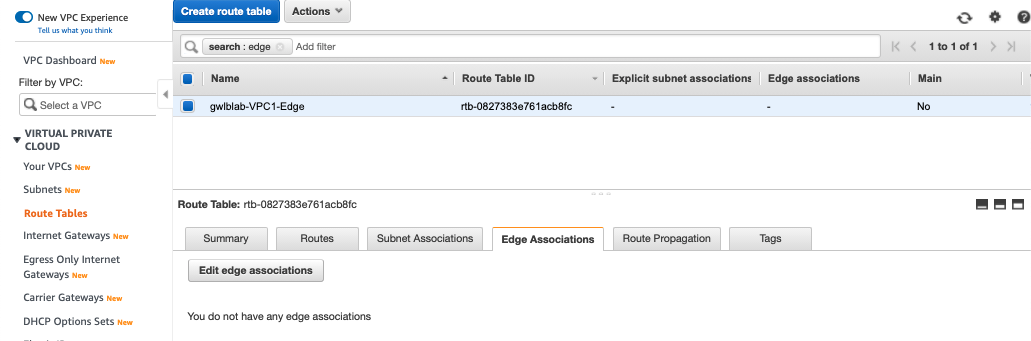 New VPC Experience
Tell us what you think
VPC Dashboard New
Filter by VPC:
Select a VPC
VIRTUAL PRIVATE
CLOUD
Your VPCs New
Subnets New
Route Tables
Internet Gateways New
Egress Only Internet
Gateways New
Carrier Gateways New
DHCP Options Sets New
Create route table Actions
search : edge Add filter
1 to 1 of 1
Name Route Table ID Explicit subnet associations Edge associations Main
gwlblab-VPC1-Edge rtb-0827383e761acb8fc - - No
Route Table: rtb-0827383e761acb8fc
Summary Routes Subnet Associations Edge Associations Route Propagation Tags
Edit edge associations
You do not have any edge associations